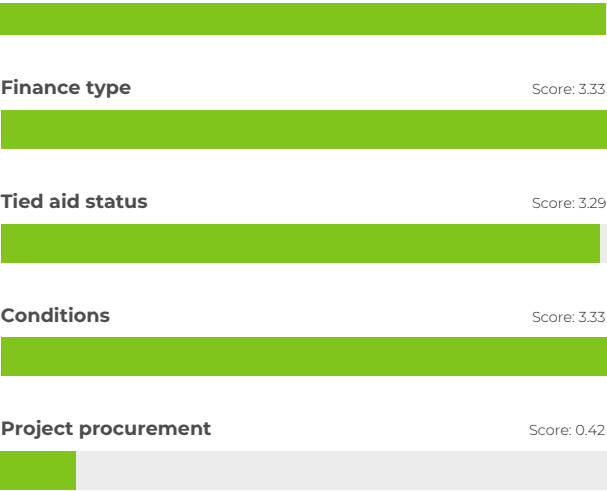 Finance type Score: 3.33
Tied aid status Score: 3.29
Conditions Score: 3.33
Project procurement Score: 0.42